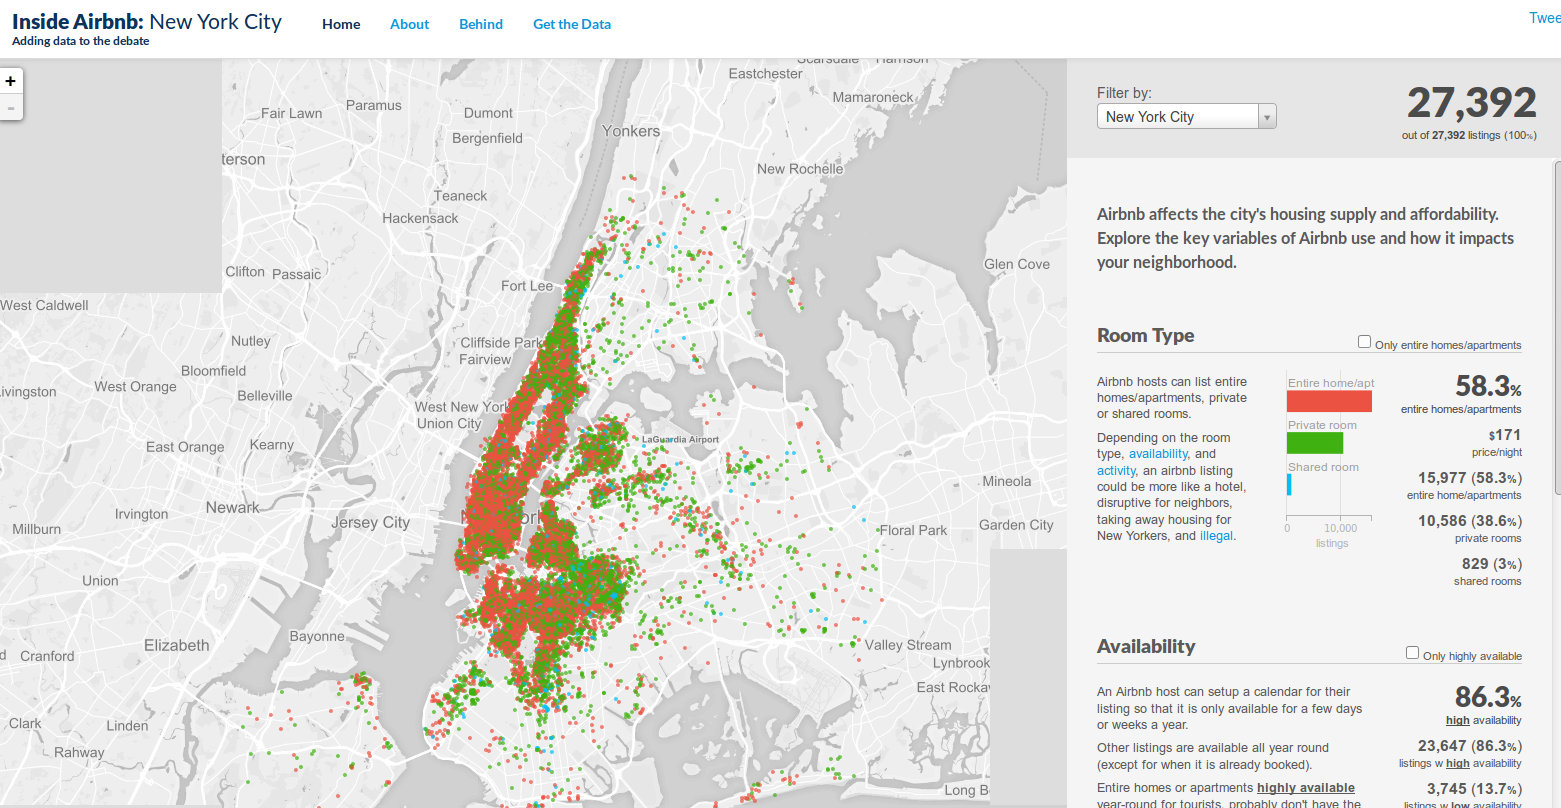 Inside Airbnb: New York City
Adding data to the debate
Home
About
Behind
Get the Data
Twee
+
-
Scarsdale
Harrison
Eastchester
Mamaroneck
Fair Lawn
Paramus
Dumont
Bergenfield
Yonkers
terson
New Rochelle
Teaneck
Hackensack
Clifton
Passaic
Glen Cove
Fort Lee
West Caldwell
Nutley
Cliffside Park
Fairview
Bloomfield
West Orange
Belleville
ivingston
West New York
Union City
LaGuardia Airport
East Orange
Kearny
Mineola
Newark
Irvington
Jersey City
Millburn
Floral Park
Garden City
Union
Bayonne
Elizabeth
Valley Stream
d
Cranford
Lynbrook
East Rocka
Clark
Linden
Rahway
Long B
Filter by:
New York City
27,392
out of 27,392 listings (100%)
Airbnb affects the city's housing supply and affordability.
Explore the key variables of Airbnb use and how it impacts
your neighborhood.
Room Type
Only entire homes/apartments
Airbnb hosts can list entire
homes/apartments, private
or shared rooms.
Depending on the room
type, availability, and
activity, an airbnb listing
could be more like a hotel,
disruptive for neighbors,
taking away housing for
New Yorkers, and illegal.
Entire home/apt
Private room
Shared room
0
10,000
listings
58.3%
entire homes/apartments
$171
price/night
15,977 (58.3%)
entire home/apartments
10,586 (38.6%)
private rooms
829 (3%)
shared rooms
Availability
Only highly available
An Airbnb host can setup a calendar for their
listing so that it is only available for a few days
or weeks a year.
Other listings are available all year round
(except for when it is already booked).
Entire homes or apartments highly available
year-round for tourists, probably don't have the
86.3%
high availability
23,647 (86.3%)
listings w high availability
3,745 (13.7%)
listings w low availability